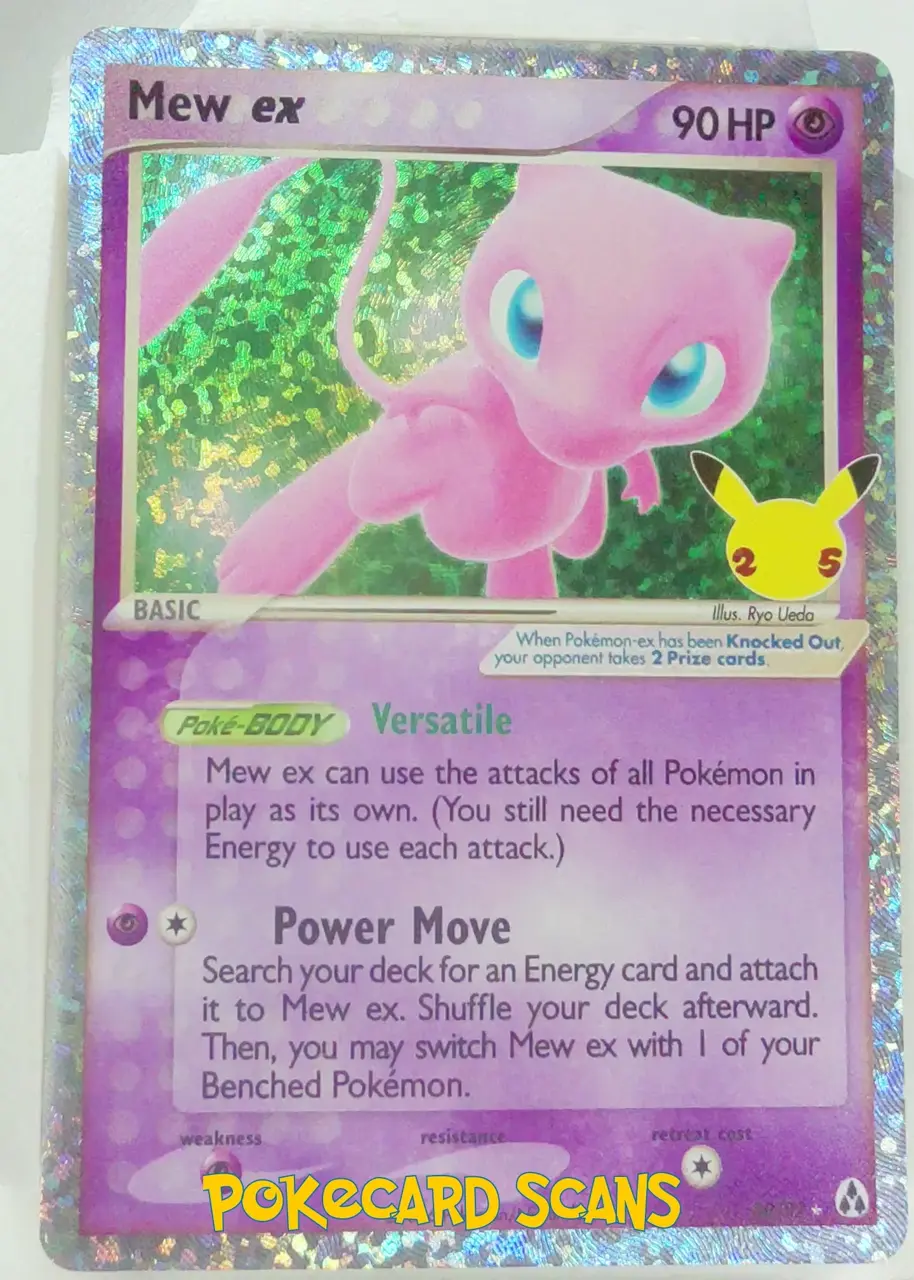 Mew ex
90 HP
2 5
BASIC
Illus. Ryo Ueda
When Pokémon-ex has been Knocked Out,
your opponent takes 2 Prize cards.
Poké-BODY Versatile
Mew ex can use the attacks of all Pokémon in
play as its own. (You still need the necessary
Energy to use each attack.)
Power Move
Search your deck for an Energy card and attach
it to Mew ex. Shuffle your deck afterward.
Then, you may switch Mew ex with 1 of your
Benched Pokémon.
weakness resistance retreat cost
POKECARD SCANS